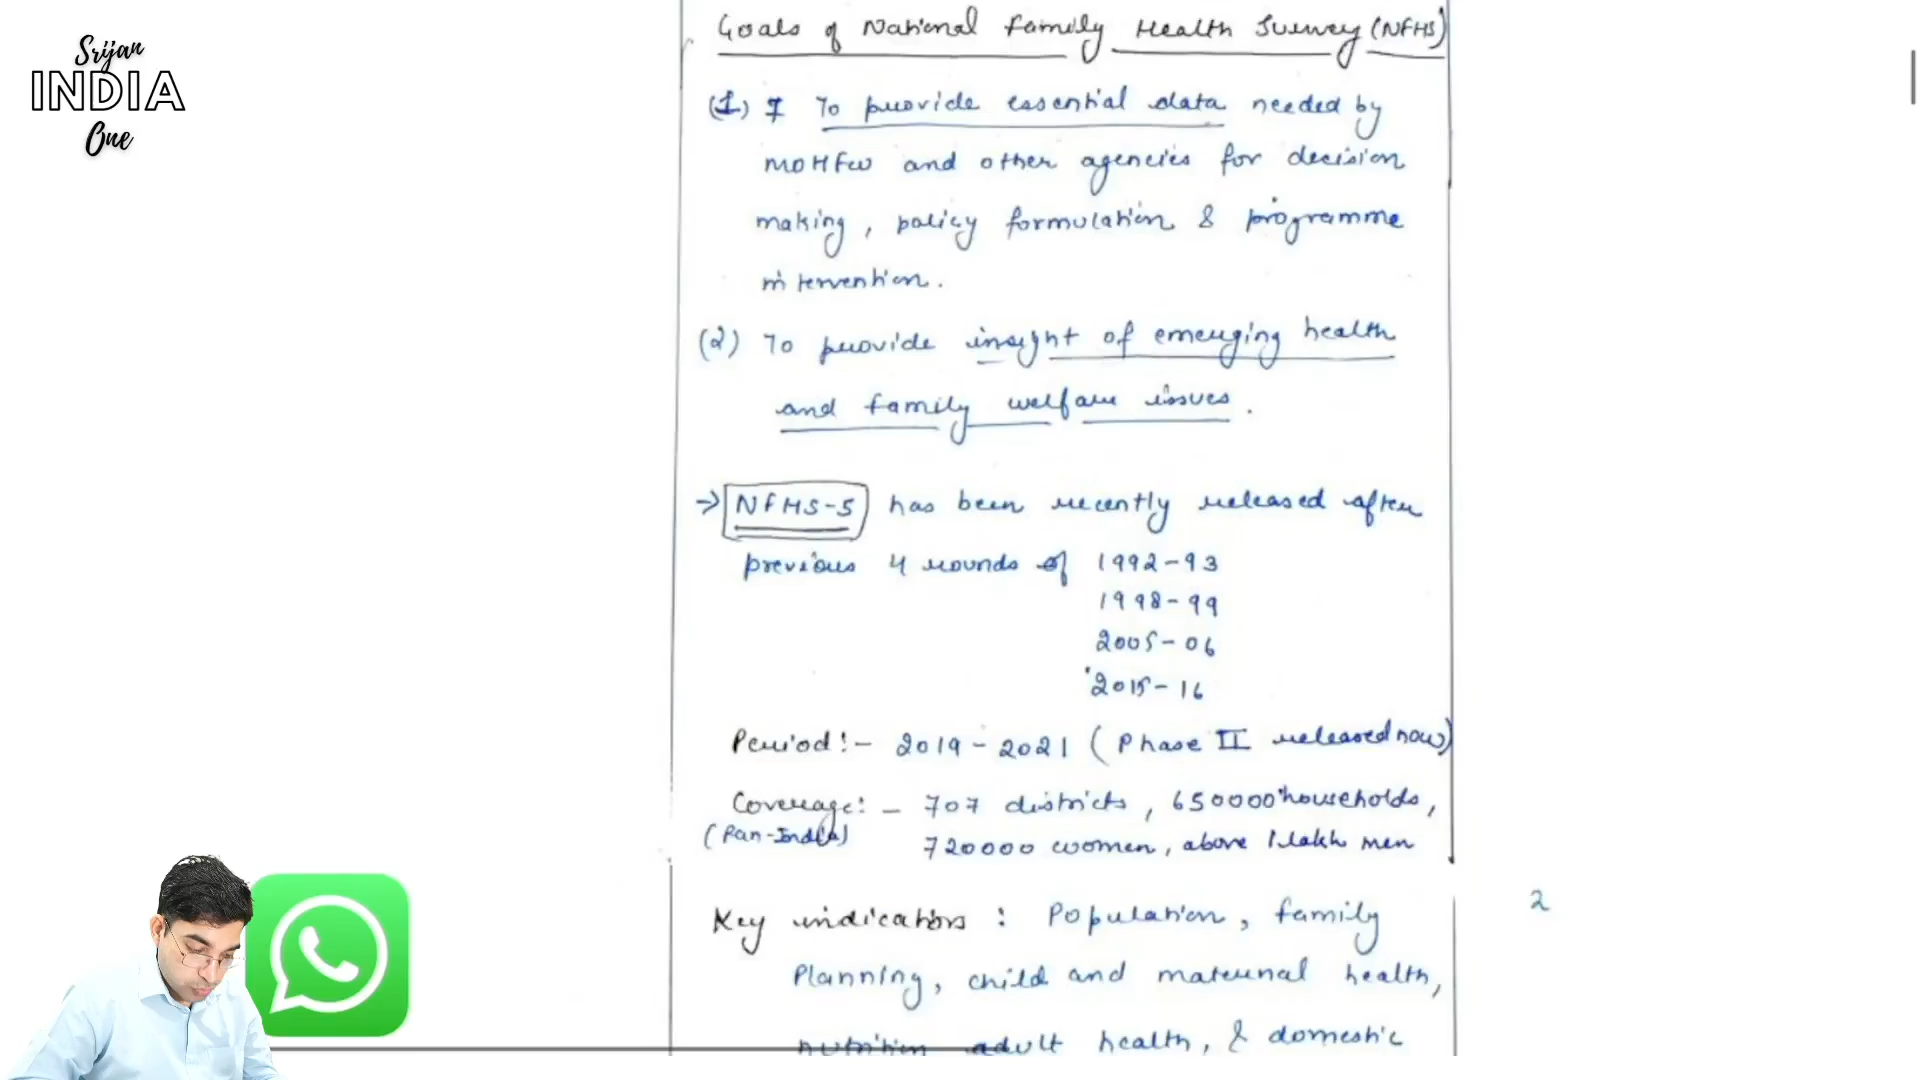 Srijan
INDIA
One
Goals of National Family Health Survey (NFHS)
(1) To provide essential data needed by
MOHFW and other agencies for decision
making, policy formulation & programme
intervention.
(2) To provide insight of emerging health
and family welfare issues.
→ NFHS-5 has been recently released after
previous 4 rounds of 1992-93
1998-99
2005-06
2015-16
Period:- 2019-2021 (Phase II released now)
Coverage:- 707 districts, 650000 households,
(Pan-India) 720000 women, above 1 lakh men
Key indicators : Population, family
Planning, child and maternal health,
nutrition adult health, & domestic
2